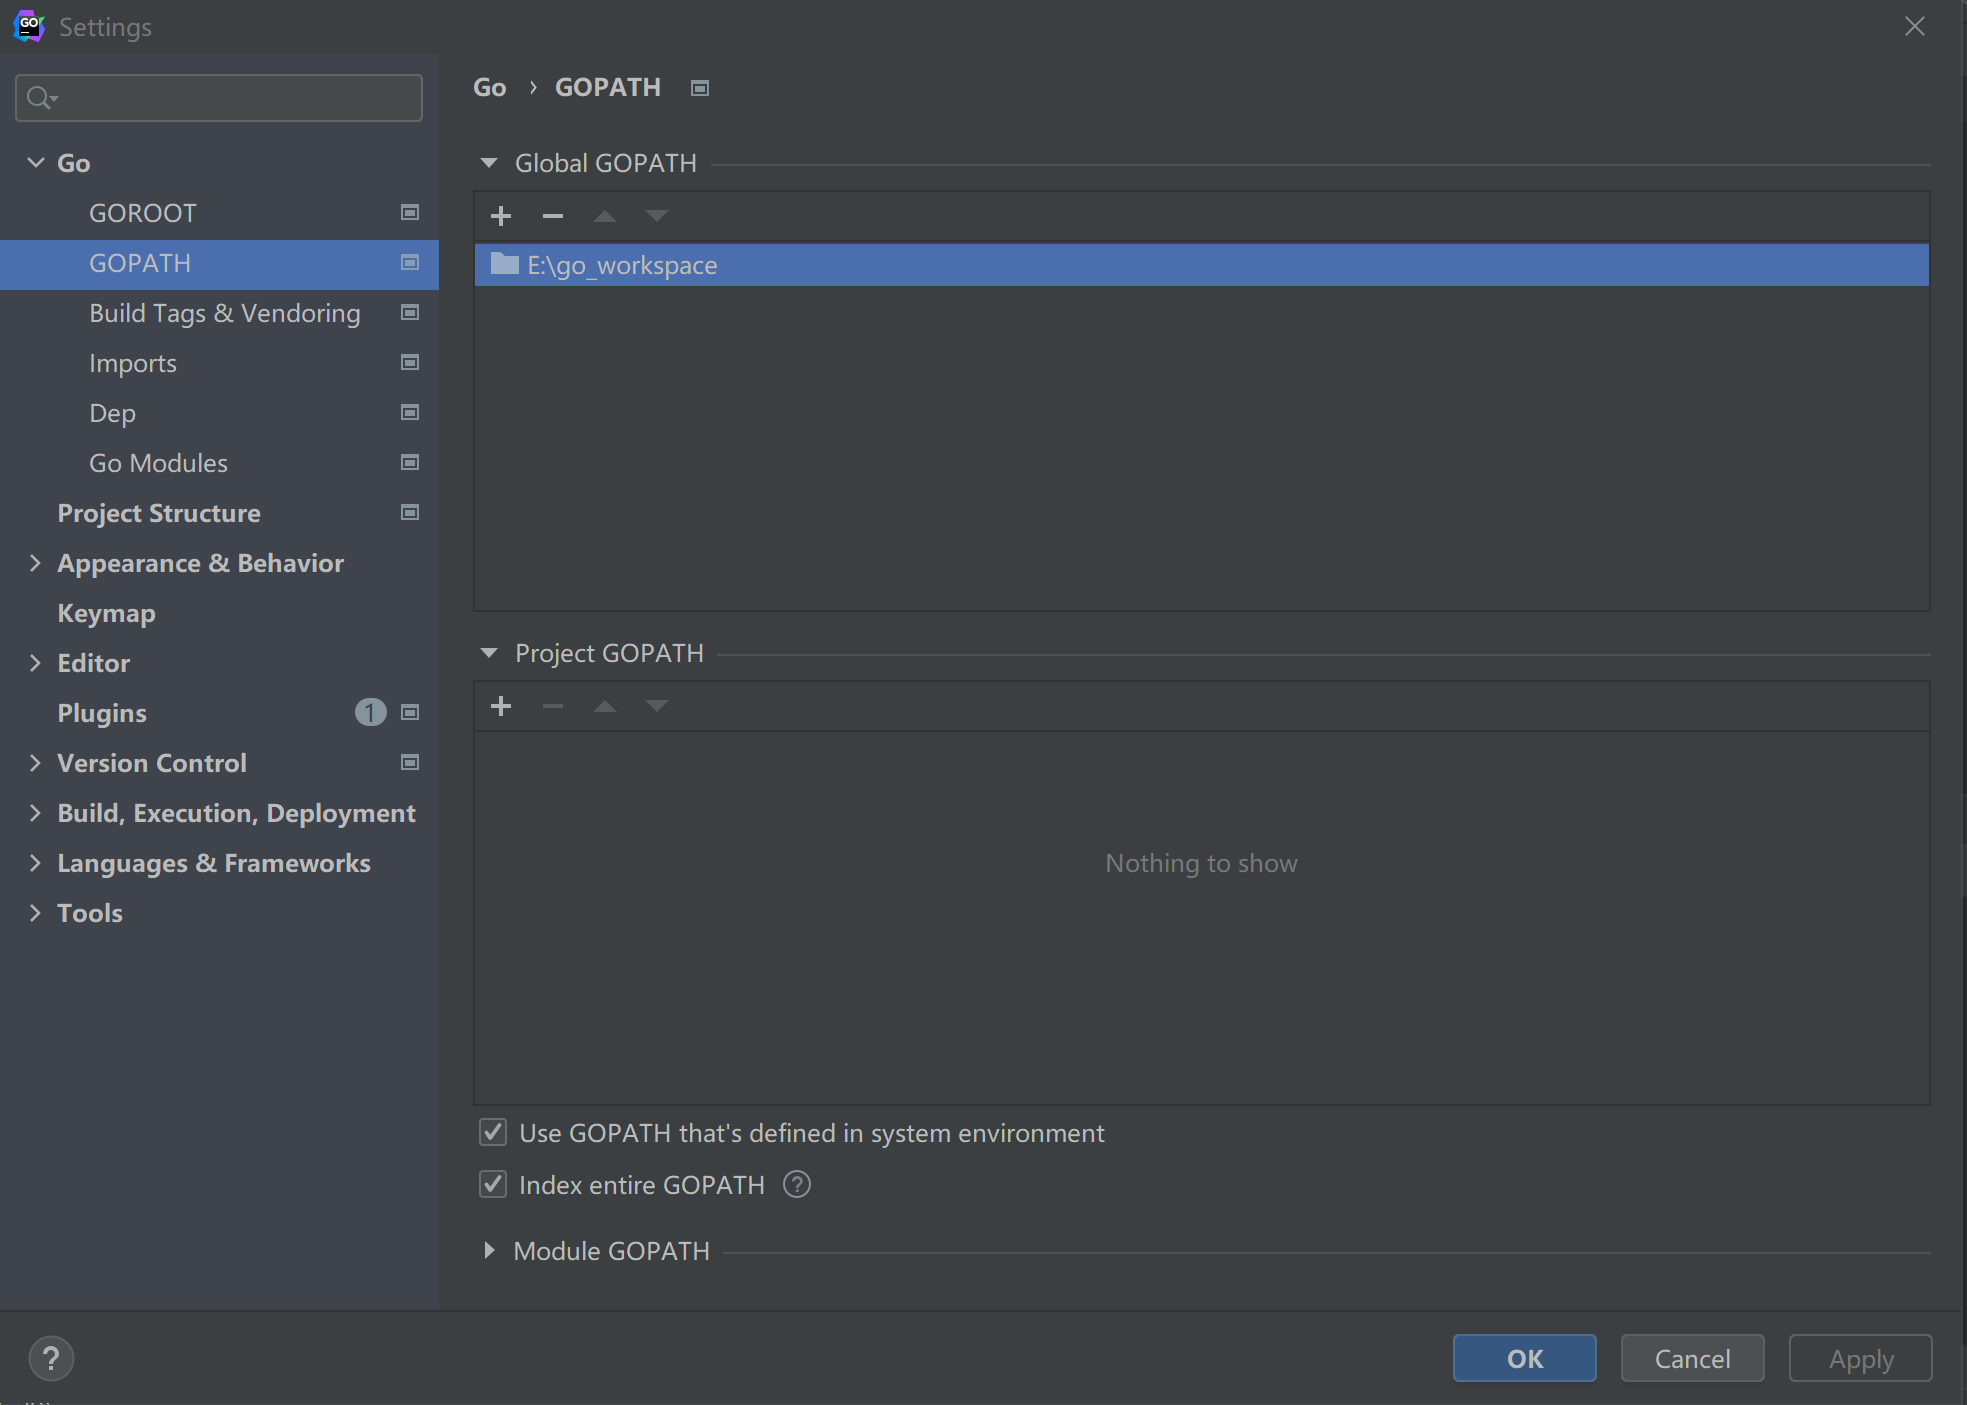 GO
Settings
Go
GOROOT
GOPATH
Build Tags & Vendoring
Imports
Dep
Go Modules
Project Structure
Appearance & Behavior
Keymap
Editor
Plugins 1
Version Control
Build, Execution, Deployment
Languages & Frameworks
Tools
Go › GOPATH
Global GOPATH
E:\go_workspace
Project GOPATH
Nothing to show
Use GOPATH that's defined in system environment
Index entire GOPATH ?
Module GOPATH
?
OK Cancel Apply